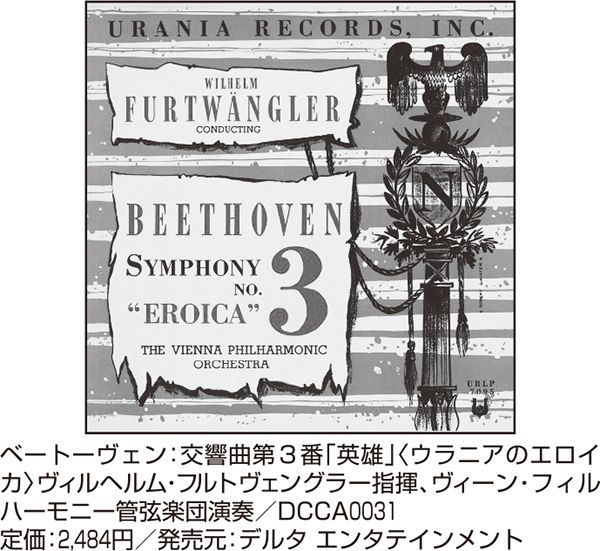 URANIA RECORDS, INC.
WILHELM
FURTWÄNGLER
CONDUCTING
N
BEETHOVEN
SYMPHONY
NO.
"EROICA"
3
THE VIENNA PHILHARMONIC
ORCHESTRA
URLP
7095
ベートーヴェン：交響曲第３番「英雄」〈ウラニアのエロイ
カ〉ヴィルヘルム・フルトヴェングラー指揮、ヴィーン・フィル
ハーモニー管弦楽団演奏／DCCA0031
定価：2,484円／発売元：デルタ エンタテインメント